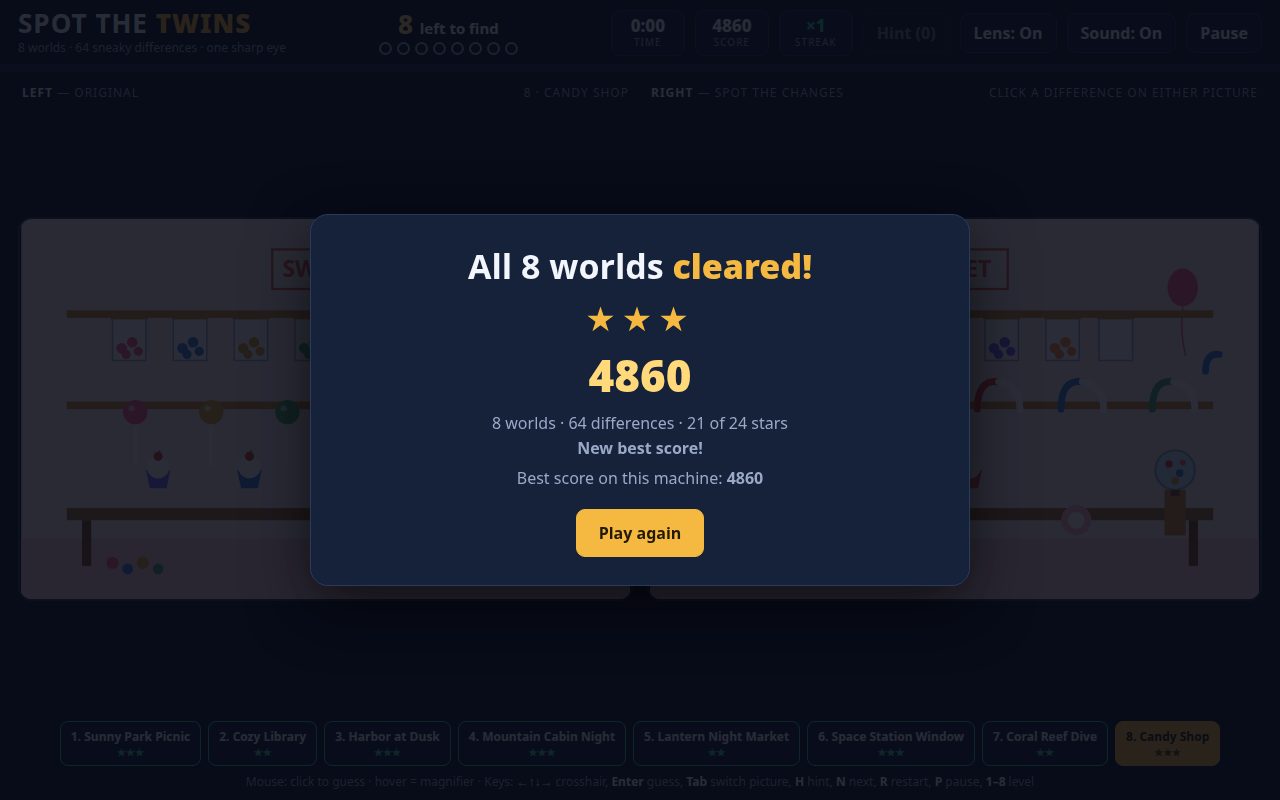 SPOT THE TWINS
8 worlds · 64 sneaky differences · one sharp eye
8 left to find
0:00
TIME
4860
SCORE
×1
STREAK
Hint (0)
Lens: On
Sound: On
Pause
LEFT — ORIGINAL
8 · CANDY SHOP
RIGHT — SPOT THE CHANGES
CLICK A DIFFERENCE ON EITHER PICTURE
SW
ET
All 8 worlds cleared!
★ ★ ★
4860
8 worlds · 64 differences · 21 of 24 stars
New best score!
Best score on this machine: 4860
Play again
1. Sunny Park Picnic
★★★
2. Cozy Library
★★
3. Harbor at Dusk
★★★
4. Mountain Cabin Night
★★★
5. Lantern Night Market
★★
6. Space Station Window
★★★
7. Coral Reef Dive
★★
8. Candy Shop
★★★
Mouse: click to guess · hover = magnifier · Keys: ←↑↓→ crosshair, Enter guess, Tab switch picture, H hint, N next, R restart, P pause, 1–8 level